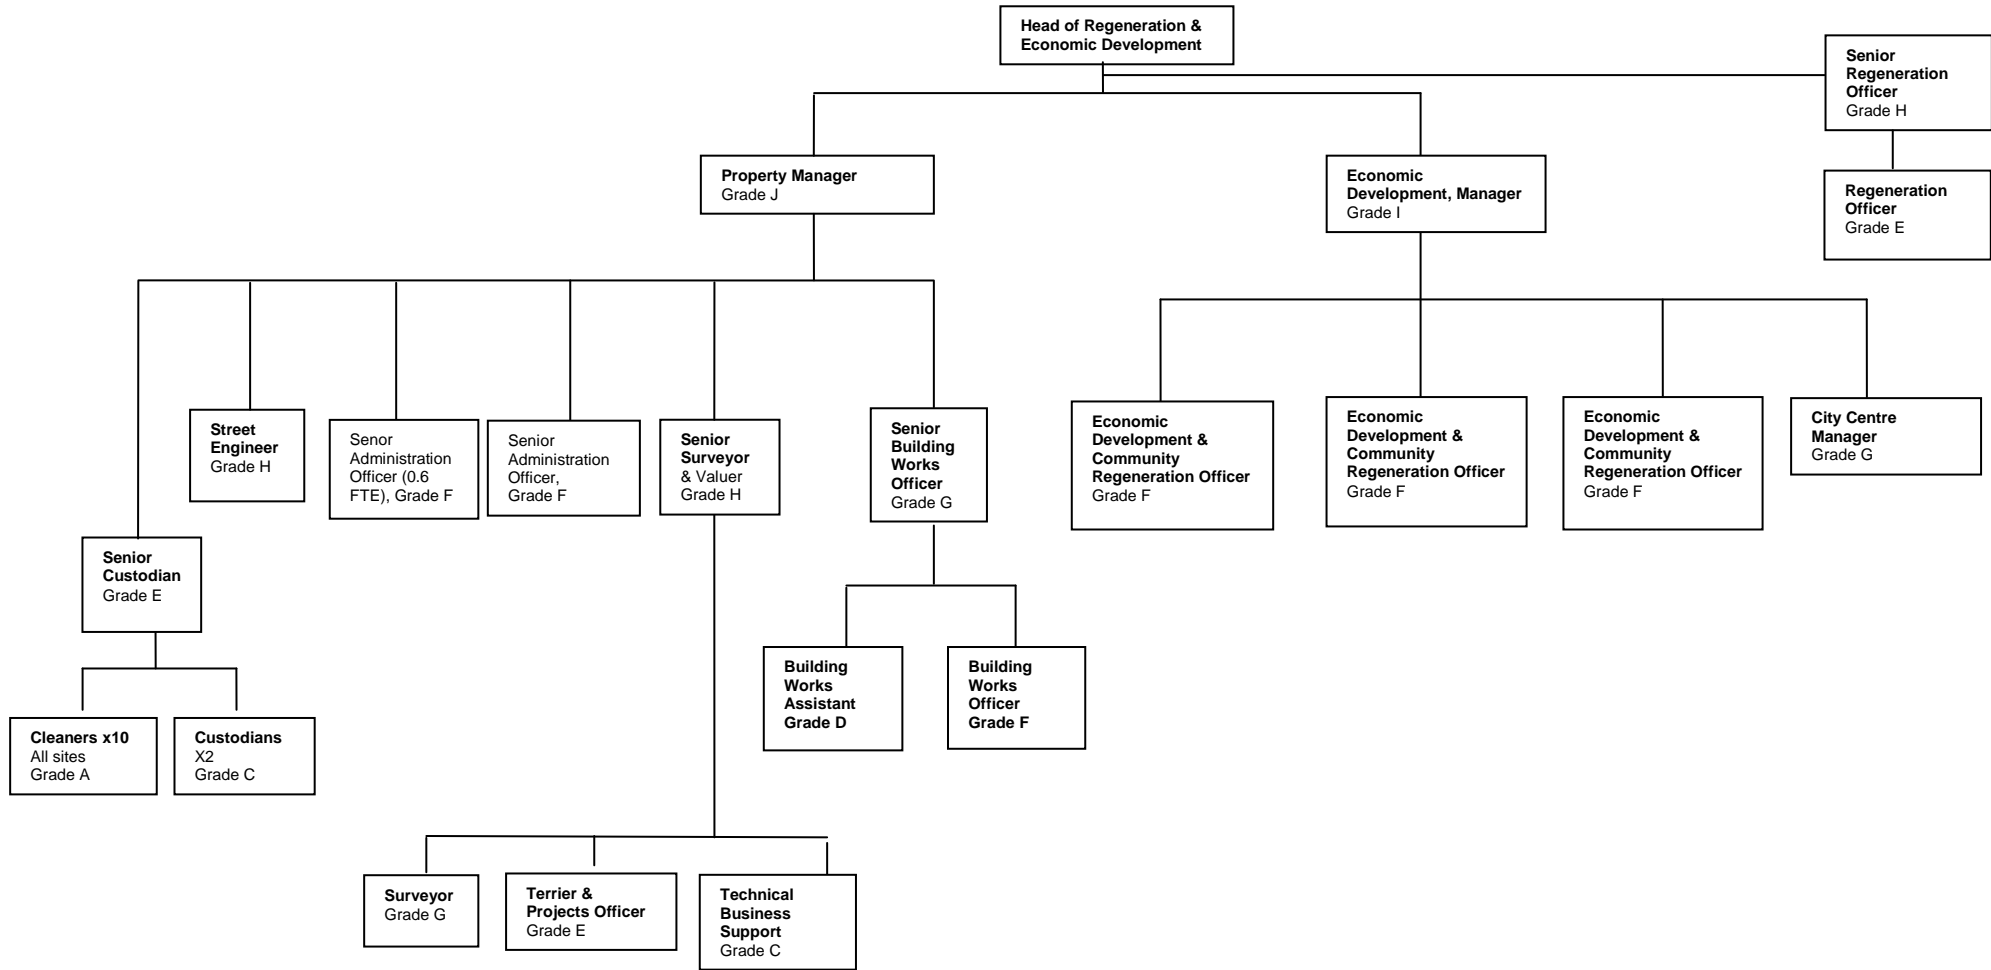 Head of Regeneration &
Economic Development
Senior
Regeneration
Officer
Grade H
Property Manager
Grade J
Economic
Development, Manager
Grade I
Regeneration
Officer
Grade E
Street
Engineer
Grade H
Senor
Administration
Officer (0.6
FTE), Grade F
Senior
Administration
Officer,
Grade F
Senior
Surveyor
& Valuer
Grade H
Senior
Building
Works
Officer
Grade G
Economic
Development &
Community
Regeneration Officer
Grade F
Economic
Development &
Community
Regeneration Officer
Grade F
Economic
Development &
Community
Regeneration Officer
Grade F
City Centre
Manager
Grade G
Senior
Custodian
Grade E
Building
Works
Assistant
Grade D
Building
Works
Officer
Grade F
Cleaners x10
All sites
Grade A
Custodians
X2
Grade C
Surveyor
Grade G
Terrier &
Projects Officer
Grade E
Technical
Business
Support
Grade C